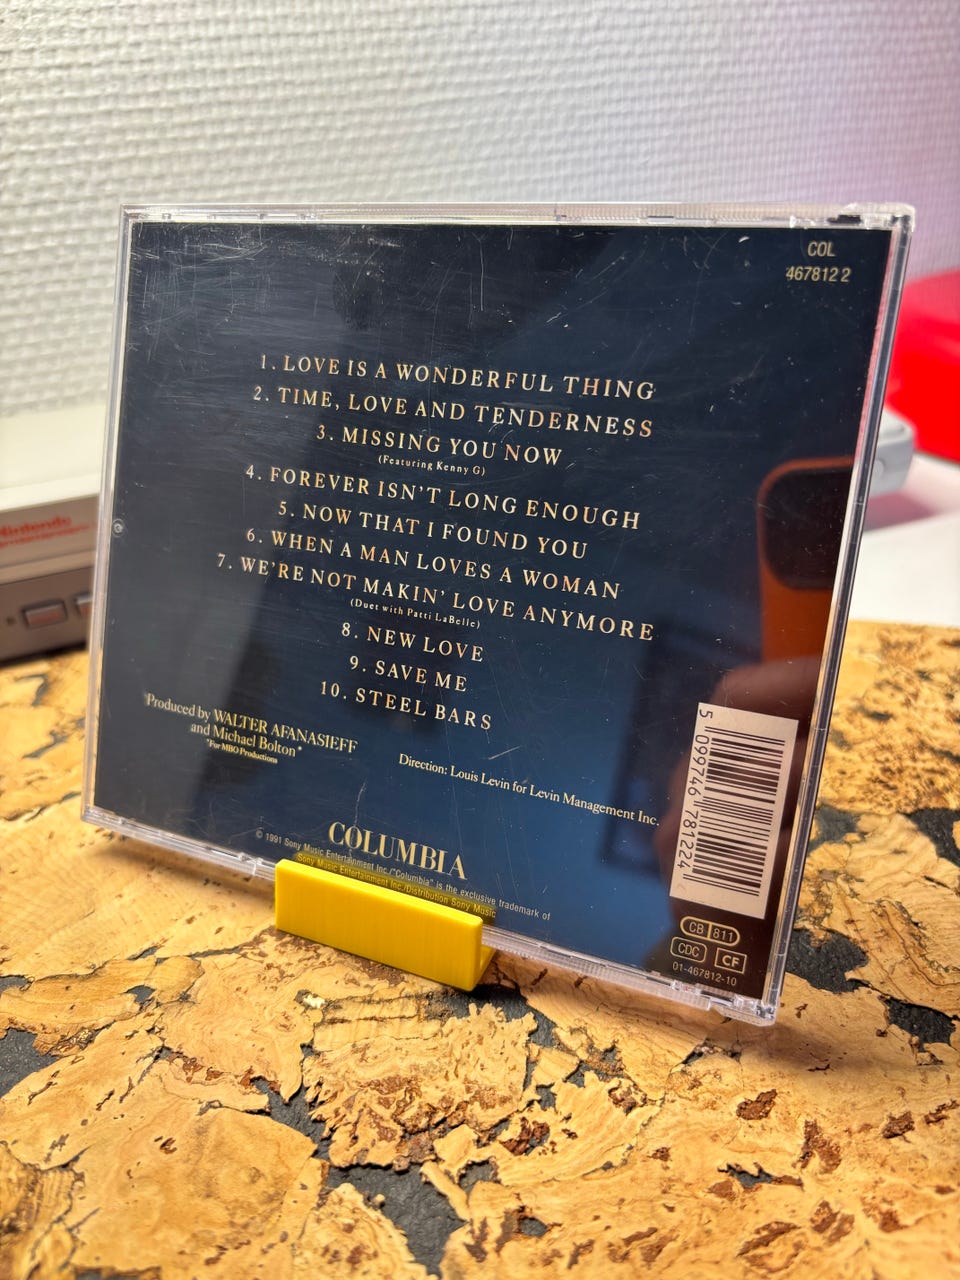 COL
467812 2
1. LOVE IS A WONDERFUL THING
2. TIME, LOVE AND TENDERNESS
3. MISSING YOU NOW
(Featuring Kenny G)
4. FOREVER ISN'T LONG ENOUGH
5. NOW THAT I FOUND YOU
6. WHEN A MAN LOVES A WOMAN
7. WE'RE NOT MAKIN' LOVE ANYMORE
(Duet with Patti LaBelle)
8. NEW LOVE
9. SAVE ME
10. STEEL BARS
Nintendo
Produced by WALTER AFANASIEFF
and Michael Bolton*
*For MBO Productions
Direction: Louis Levin for Levin Management Inc.
5 099746 781224
COLUMBIA
© 1991 Sony Music Entertainment Inc./"Columbia" is the exclusive trademark of
Sony Music Entertainment Inc./Distribution Sony Music
CB 811
CDC CF
01-467812-10